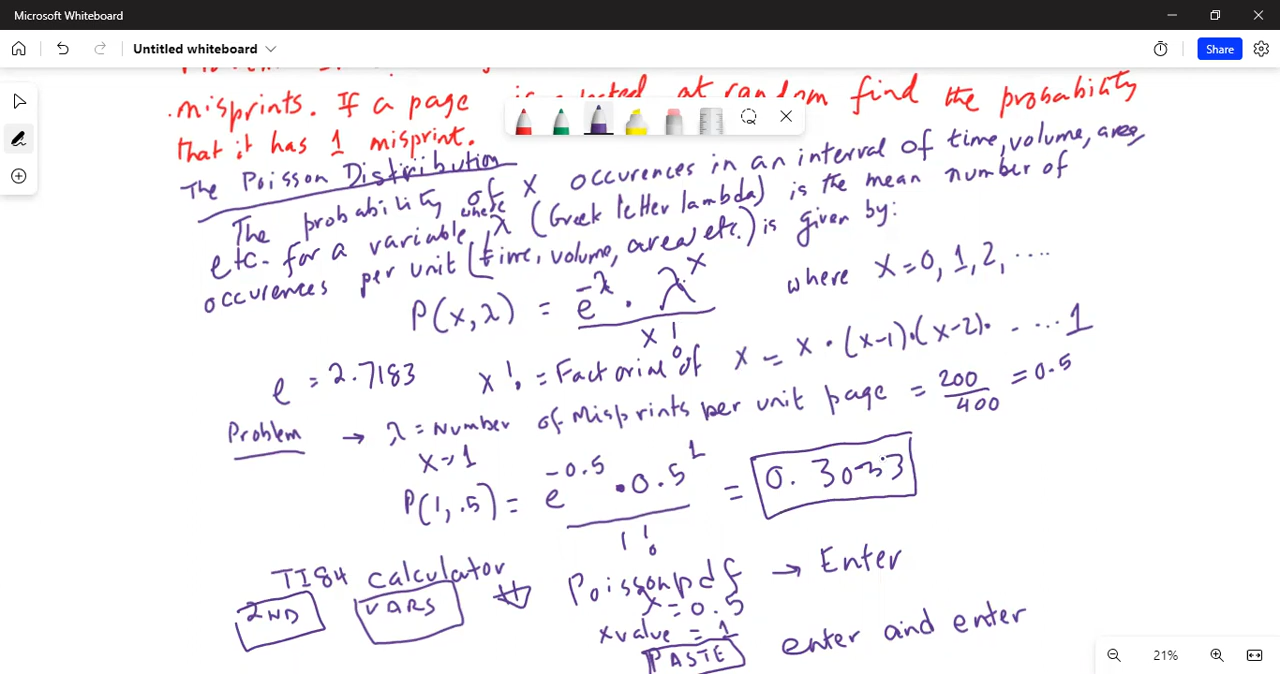 Microsoft Whiteboard
Untitled whiteboard
Share
misprints. If a page is selected at random find the probability
that it has 1 misprint.
The Poisson Distribution
The probability of X occurences in an interval of time, volume, area
etc. for a variable where λ (Greek letter lambda) is the mean number of
occurences per unit (time, volume, area etc.) is given by:
P(x, λ) = e^-λ · λ^x / x! where X = 0, 1, 2, ....
e = 2.7183 x! = Factorial of x = x · (x-1)·(x-2)· ..... 1
Problem → λ = Number of Misprints per unit page = 200/400 = 0.5
x → 1
P(1, .5) = e^-0.5 · 0.5^1 / 1! = 0.3033
TI84 calculator
2ND VARS Poissonpdf → Enter
λ = 0.5
x value = 1
PASTE enter and enter
21%